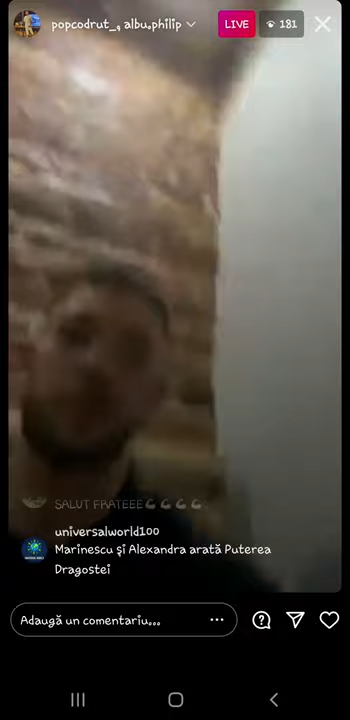 popcodrut_, albu.philip
LIVE
181
SALUT FRATEEE💪💪💪💪
universalworld100
Marinescu și Alexandra arată Puterea
Dragostei
Adaugă un comentariu...